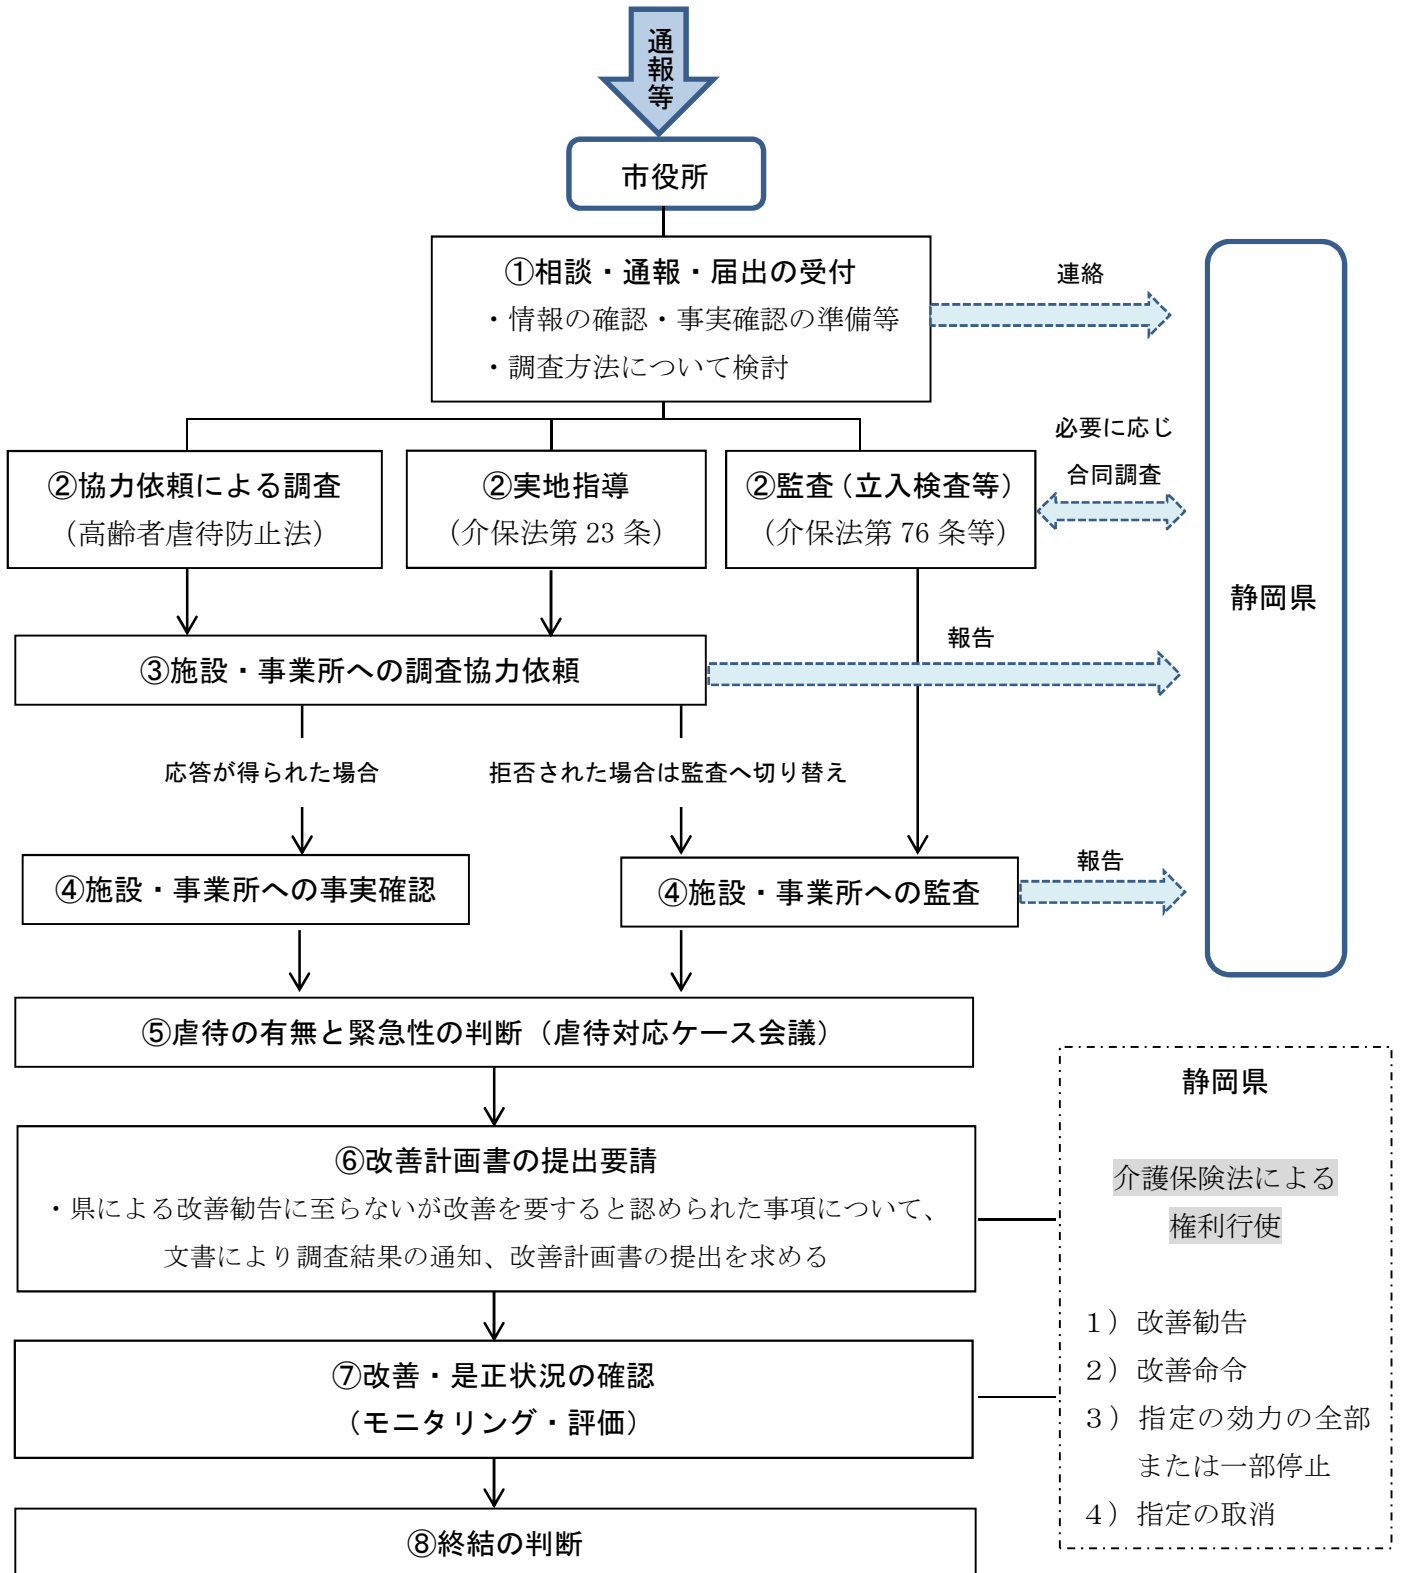 通報等
市役所
①相談・通報・届出の受付
・情報の確認・事実確認の準備等
・調査方法について検討
連絡
②協力依頼による調査
（高齢者虐待防止法）
②実地指導
（介保法第 23 条）
②監査（立入検査等）
（介保法第 76 条等）
必要に応じ
合同調査
静岡県
③施設・事業所への調査協力依頼
報告
応答が得られた場合
拒否された場合は監査へ切り替え
④施設・事業所への事実確認
④施設・事業所への監査
報告
⑤虐待の有無と緊急性の判断（虐待対応ケース会議）
⑥改善計画書の提出要請
・県による改善勧告に至らないが改善を要すると認められた事項について、
文書により調査結果の通知、改善計画書の提出を求める
⑦改善・是正状況の確認
（モニタリング・評価）
⑧終結の判断
静岡県
介護保険法による
権利行使
１）改善勧告
２）改善命令
３）指定の効力の全部
または一部停止
４）指定の取消